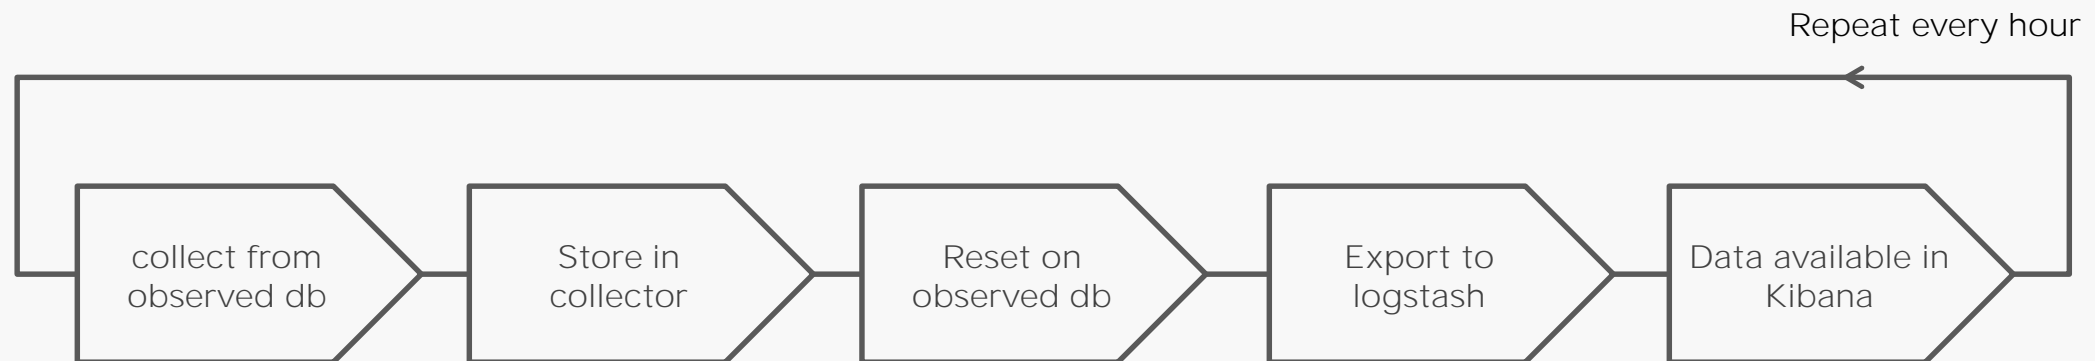 Repeat every hour
collect from
observed db
Store in
collector
Reset on
observed db
Export to
logstash
Data available in
Kibana